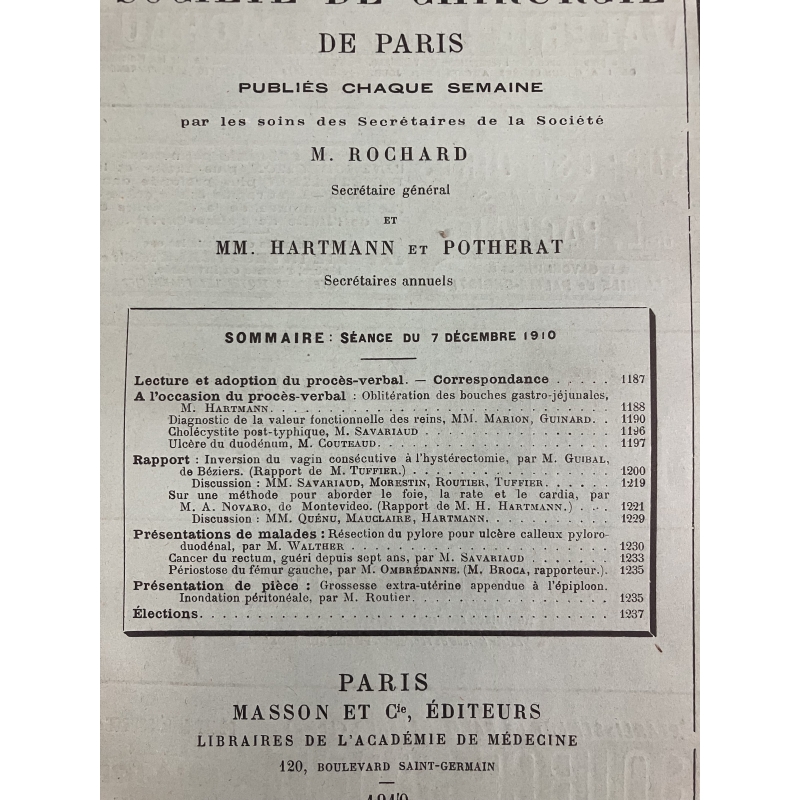 SOCIÉTÉ DE CHIRURGIE
DE PARIS
PUBLIÉS CHAQUE SEMAINE
par les soins des Secrétaires de la Société
M. ROCHARD
Secrétaire général
ET
MM. HARTMANN ET POTHERAT
Secrétaires annuels
SOMMAIRE : SÉANCE DU 7 DÉCEMBRE 1910
Lecture et adoption du procès-verbal. — Correspondance . . . . . 1187
A l'occasion du procès-verbal : Oblitération des bouches gastro-jéjunales,
M. HARTMANN. . . . . . . . . . . . . . . . . . . . . . . . . . 1188
Diagnostic de la valeur fonctionnelle des reins, MM. MARION, GUINARD. . 1190
Cholécystite post-typhique, M. SAVARIAUD . . . . . . . . . . . . . . 1196
Ulcère du duodénum, M. COUTEAUD. . . . . . . . . . . . . . . . . 1197
Rapport : Inversion du vagin consécutive à l'hystérectomie, par M. GUIBAL,
de Béziers. (Rapport de M. TUFFIER.) . . . . . . . . . . . . . . . 1200
Discussion : MM. SAVARIAUD, MORESTIN, ROUTIER, TUFFIER. . . . . . 1219
Sur une méthode pour aborder le foie, la rate et le cardia, par
M. A. NOVARO, de Montevideo. (Rapport de M. H. HARTMANN.) . . . 1221
Discussion : MM. QUÉNU, MAUCLAIRE, HARTMANN. . . . . . . . . . . 1229
Présentations de malades : Résection du pylore pour ulcère calleux pyloro-
duodénal, par M. WALTHER . . . . . . . . . . . . . . . . . . . . 1230
Cancer du rectum, guéri depuis sept ans, par M. SAVARIAUD . . . . . . 1233
Périostose du fémur gauche, par M. OMBRÉDANNE. (M. BROCA, rapporteur.). 1235
Présentation de pièce : Grossesse extra-utérine appendue à l'épiploon.
Inondation péritonéale, par M. Routier. . . . . . . . . . . . . . . 1235
Élections. . . . . . . . . . . . . . . . . . . . . . . . . . . . . 1237
PARIS
MASSON ET Cie, ÉDITEURS
LIBRAIRES DE L'ACADÉMIE DE MÉDECINE
120, BOULEVARD SAINT-GERMAIN
1910